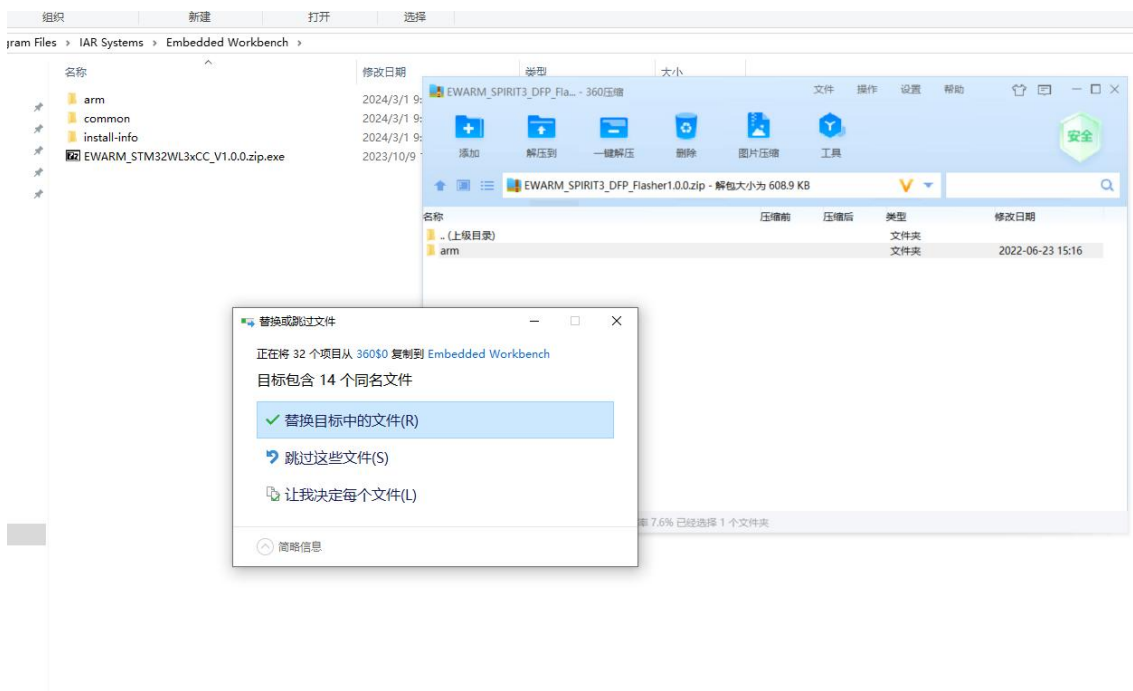 组织 新建 打开 选择
gram Files > IAR Systems > Embedded Workbench >
名称 修改日期 类型 大小
arm 2024/3/1 9:
common 2024/3/1 9:
install-info 2024/3/1 9:
EWARM_STM32WL3xCC_V1.0.0.zip.exe 2023/10/9
EWARM_SPIRIT3_DFP_Fla... - 360压缩 文件 操作 设置 帮助
添加 解压到 一键解压 删除 图片压缩 工具 安全
EWARM_SPIRIT3_DFP_Flasher1.0.0.zip - 解包大小为 608.9 KB
名称 压缩前 压缩后 类型 修改日期
.. (上级目录) 文件夹
arm 文件夹 2022-06-23 15:16
替换或跳过文件
正在将 32 个项目从 360$0 复制到 Embedded Workbench
目标包含 14 个同名文件
替换目标中的文件(R)
跳过这些文件(S)
让我决定每个文件(L)
简略信息
率 7.6% 已经选择 1 个文件夹